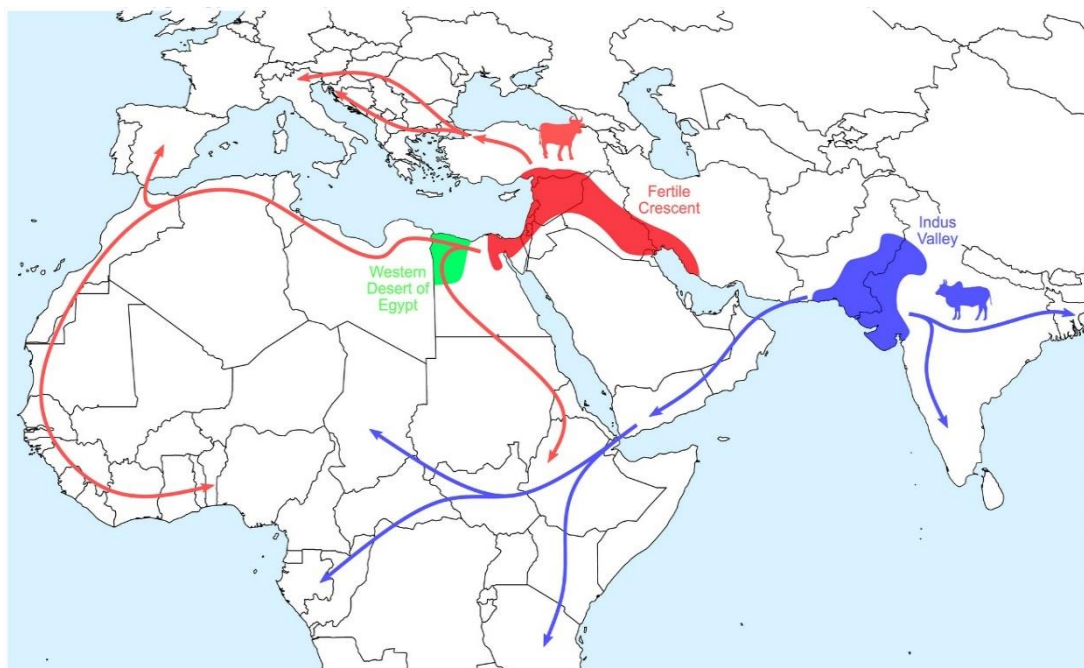 Fertile
Crescent
Indus
Valley
Western
Desert of
Egypt